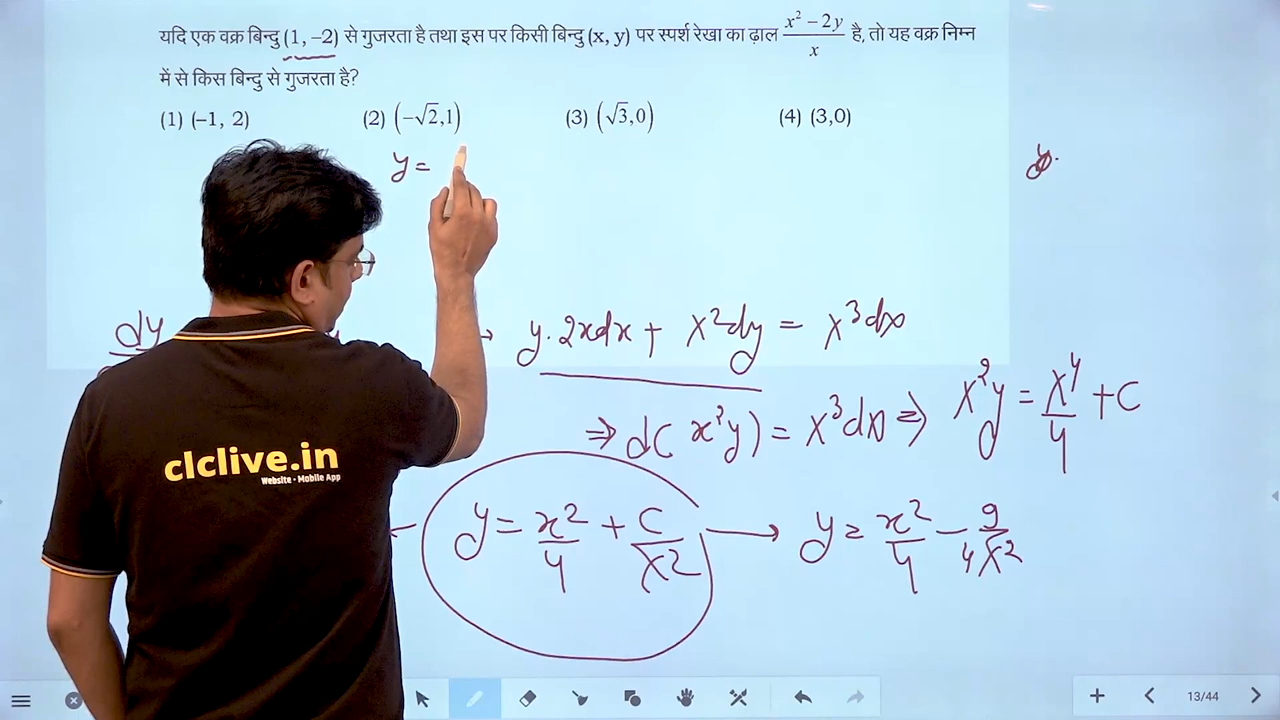 यदि एक वक्र बिन्दु (1, −2) से गुजरता है तथा इस पर किसी बिन्दु (x, y) पर स्पर्श रेखा का ढ़ाल (x² − 2y)/x है, तो यह वक्र निम्न
में से किस बिन्दु से गुजरता है?
(1) (−1, 2) (2) (−√2,1) (3) (√3,0) (4) (3,0)
y =
dy
y. 2xdx + x²dy = x³dx
⇒ d( x²y) = x³dx ⇒ x²y = x⁴/4 + C
y = x²/4 + C/x² → y = x²/4 − 9/4x²
clclive.in
Website • Mobile App
13/44